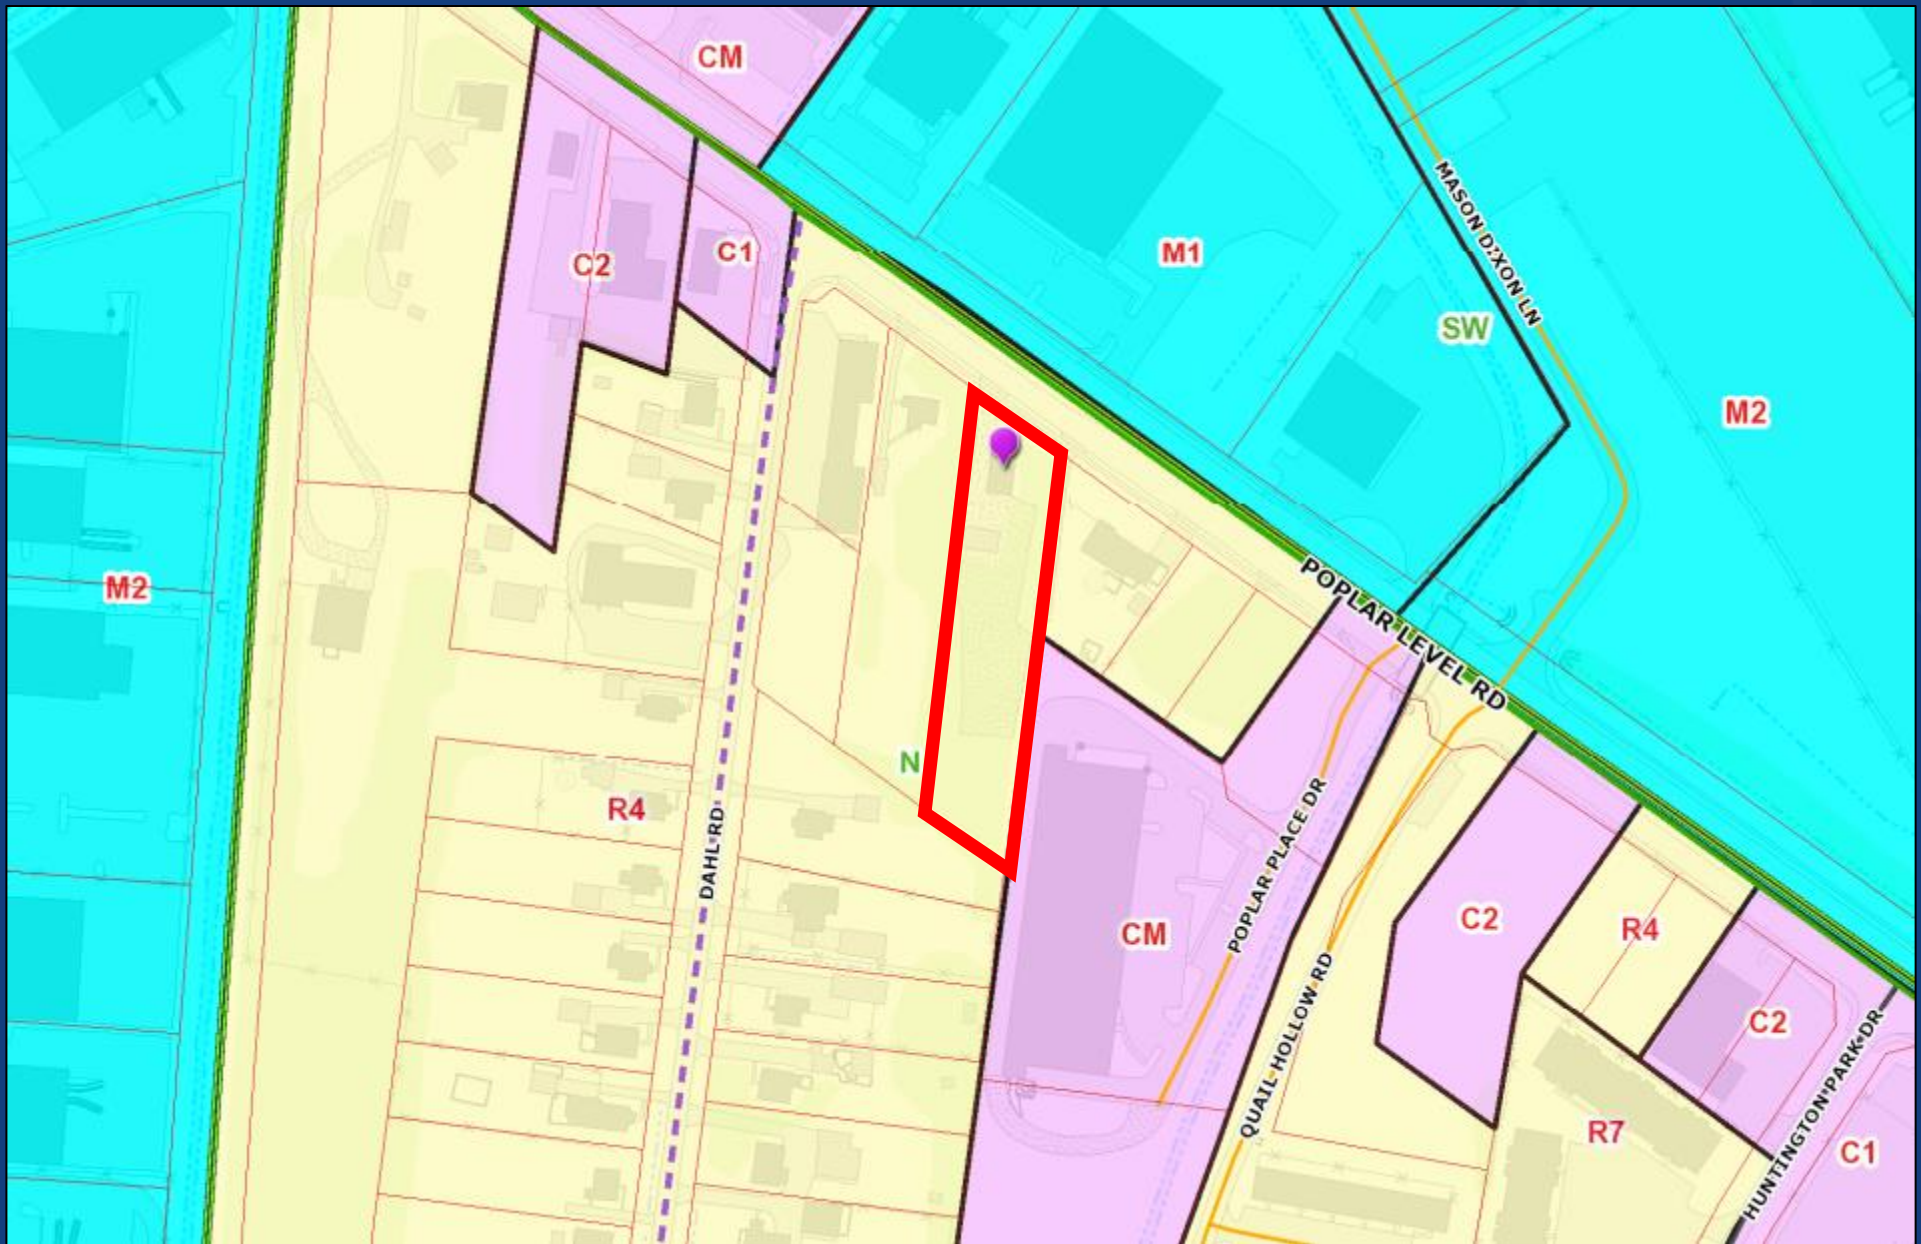 CM
C2
C1
M1
MASON DIXON LN
SW
M2
M2
POPLAR LEVEL RD
N
R4
DAHL RD
POPLAR PLACE DR
CM
C2
R4
QUAIL HOLLOW RD
C2
R7
HUNTINGTON PARK DR
C1